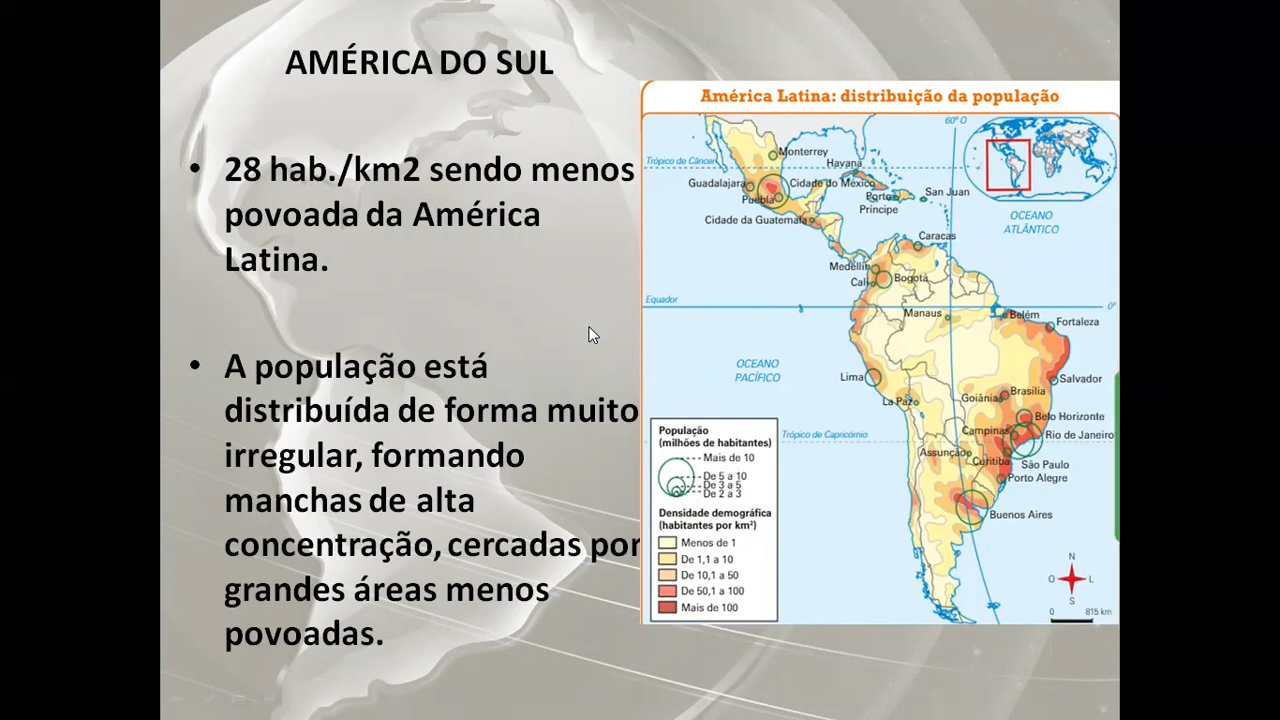 AMÉRICA DO SUL
• 28 hab./km2 sendo menos
povoada da América
Latina.
• A população está
distribuída de forma muito
irregular, formando
manchas de alta
concentração, cercadas por
grandes áreas menos
povoadas.
América Latina: distribuição da população
60º O
Trópico de Câncer
Monterrey
Havana
Guadalajara
Cidade do México
Puebla
Porto
Príncipe
San Juan
Cidade da Guatemala
OCEANO
ATLÂNTICO
Caracas
Medellín
Cali
Bogotá
Equador
0º
Manaus
Belém
Fortaleza
OCEANO
PACÍFICO
Lima
Salvador
La Paz
Goiânia
Brasília
Belo Horizonte
Trópico de Capricórnio
Campinas
Rio de Janeiro
Assunção
Curitiba
São Paulo
Porto Alegre
Buenos Aires
População
(milhões de habitantes)
Mais de 10
De 5 a 10
De 3 a 5
De 2 a 3
Densidade demográfica
(habitantes por km²)
Menos de 1
De 1,1 a 10
De 10,1 a 50
De 50,1 a 100
Mais de 100
N
O L
S
0 815 km